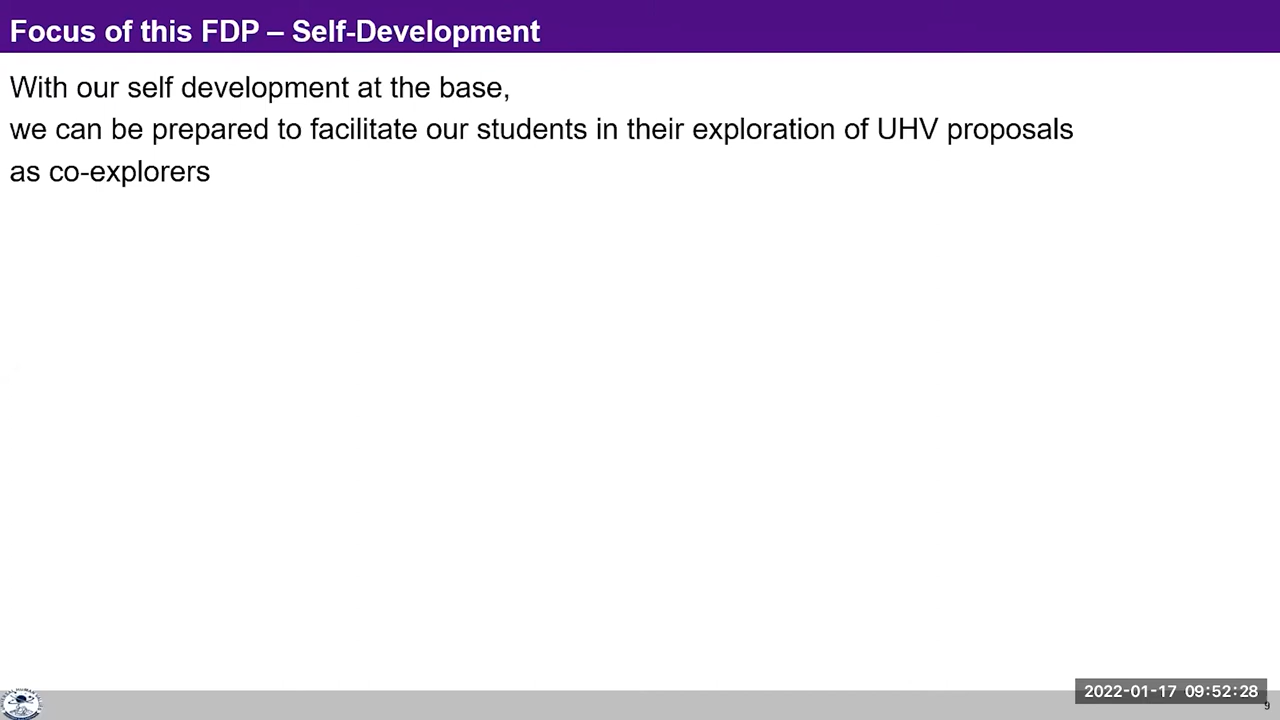 Focus of this FDP – Self-Development
With our self development at the base,
we can be prepared to facilitate our students in their exploration of UHV proposals
as co-explorers
2022-01-17 09:52:28
9